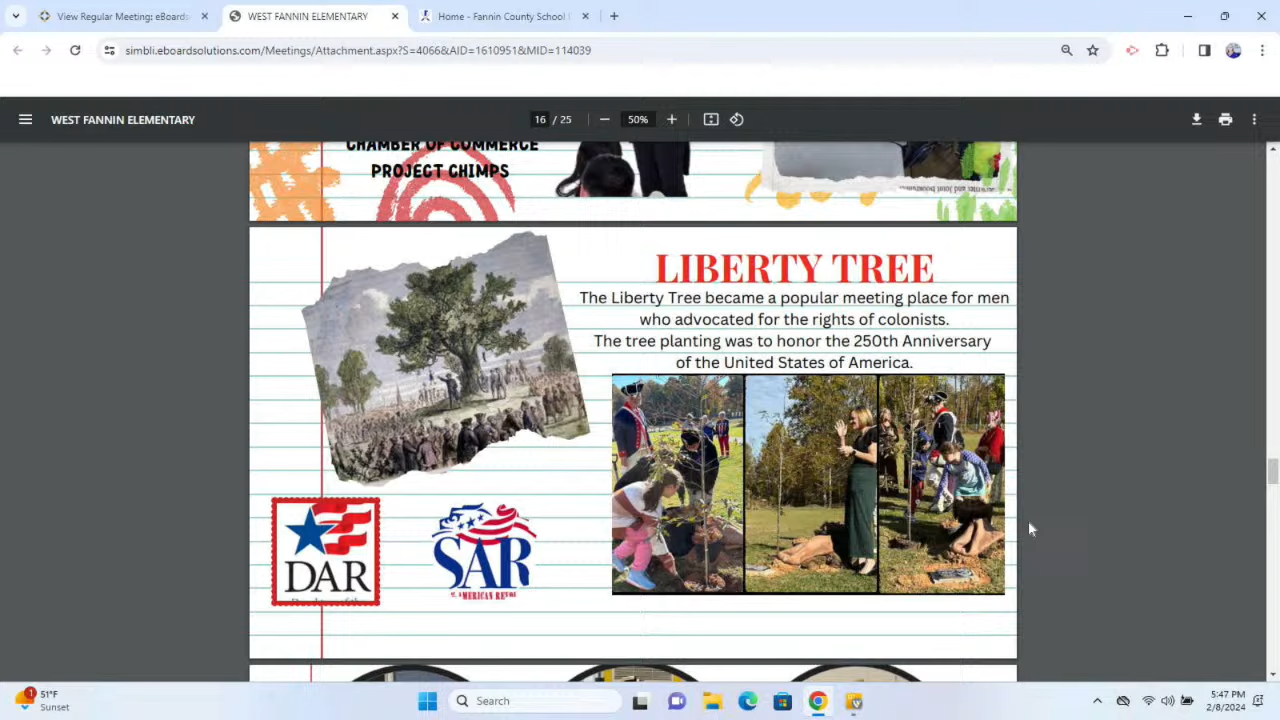 View Regular Meeting: eBoards
WEST FANNIN ELEMENTARY
Home - Fannin County School
simbli.eboardsolutions.com/Meetings/Attachment.aspx?S=4066&AID=1610951&MID=114039
WEST FANNIN ELEMENTARY
16 / 25
50%
CHAMBER OF COMMERCE
PROJECT CHIMPS
LIBERTY TREE
The Liberty Tree became a popular meeting place for men
who advocated for the rights of colonists.
The tree planting was to honor the 250th Anniversary
of the United States of America.
DAR
SAR
1
51°F
Sunset
Search
5:47 PM
2/8/2024